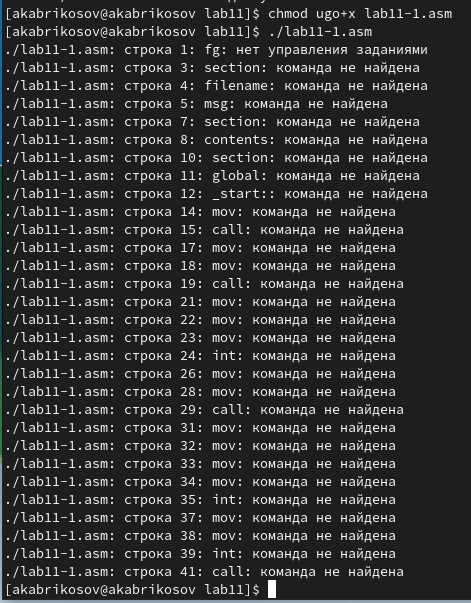 [akabrikosov@akabrikosov lab11]$ chmod ugo+x lab11-1.asm
[akabrikosov@akabrikosov lab11]$ ./lab11-1.asm
./lab11-1.asm: строка 1: fg: нет управления заданиями
./lab11-1.asm: строка 3: section: команда не найдена
./lab11-1.asm: строка 4: filename: команда не найдена
./lab11-1.asm: строка 5: msg: команда не найдена
./lab11-1.asm: строка 7: section: команда не найдена
./lab11-1.asm: строка 8: contents: команда не найдена
./lab11-1.asm: строка 10: section: команда не найдена
./lab11-1.asm: строка 11: global: команда не найдена
./lab11-1.asm: строка 12: _start:: команда не найдена
./lab11-1.asm: строка 14: mov: команда не найдена
./lab11-1.asm: строка 15: call: команда не найдена
./lab11-1.asm: строка 17: mov: команда не найдена
./lab11-1.asm: строка 18: mov: команда не найдена
./lab11-1.asm: строка 19: call: команда не найдена
./lab11-1.asm: строка 21: mov: команда не найдена
./lab11-1.asm: строка 22: mov: команда не найдена
./lab11-1.asm: строка 23: mov: команда не найдена
./lab11-1.asm: строка 24: int: команда не найдена
./lab11-1.asm: строка 26: mov: команда не найдена
./lab11-1.asm: строка 28: mov: команда не найдена
./lab11-1.asm: строка 29: call: команда не найдена
./lab11-1.asm: строка 31: mov: команда не найдена
./lab11-1.asm: строка 32: mov: команда не найдена
./lab11-1.asm: строка 33: mov: команда не найдена
./lab11-1.asm: строка 34: mov: команда не найдена
./lab11-1.asm: строка 35: int: команда не найдена
./lab11-1.asm: строка 37: mov: команда не найдена
./lab11-1.asm: строка 38: mov: команда не найдена
./lab11-1.asm: строка 39: int: команда не найдена
./lab11-1.asm: строка 41: call: команда не найдена
[akabrikosov@akabrikosov lab11]$